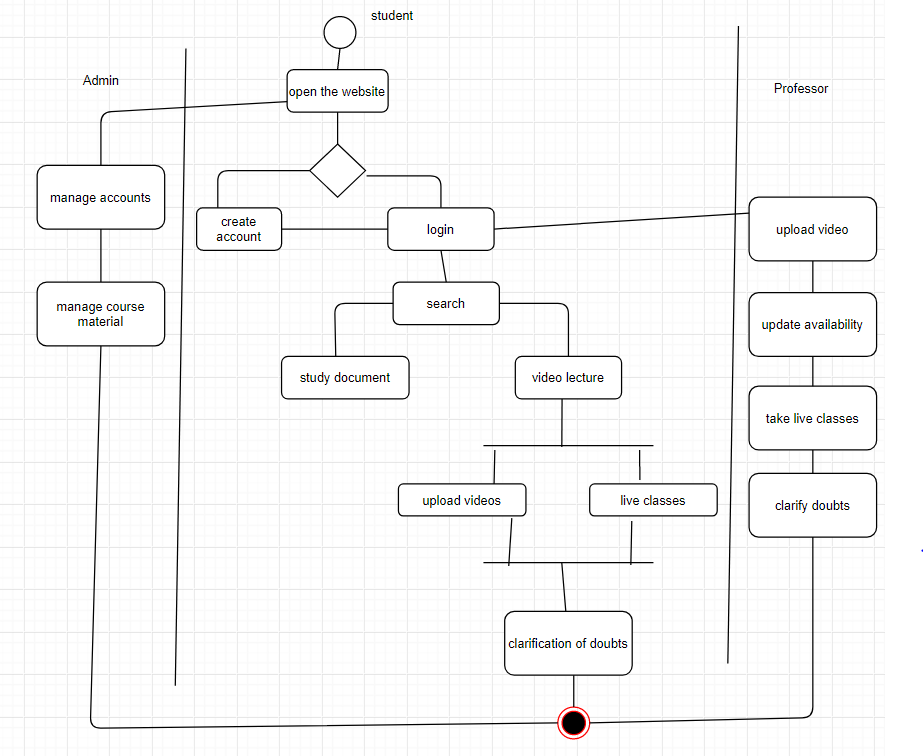 student
Admin
Professor
open the website
manage accounts
create
account
login
upload video
manage course
material
search
update availability
study document
video lecture
take live classes
upload videos
live classes
clarify doubts
clarification of doubts